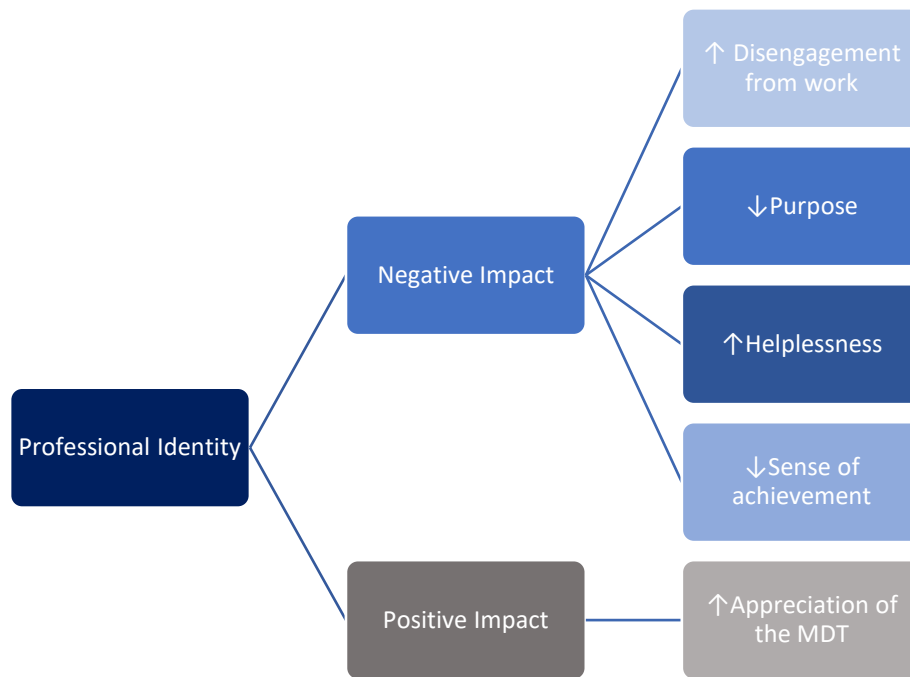 Professional Identity
Negative Impact
↑ Disengagement
from work
↓Purpose
↑Helplessness
↓Sense of
achievement
Positive Impact
↑Appreciation of
the MDT